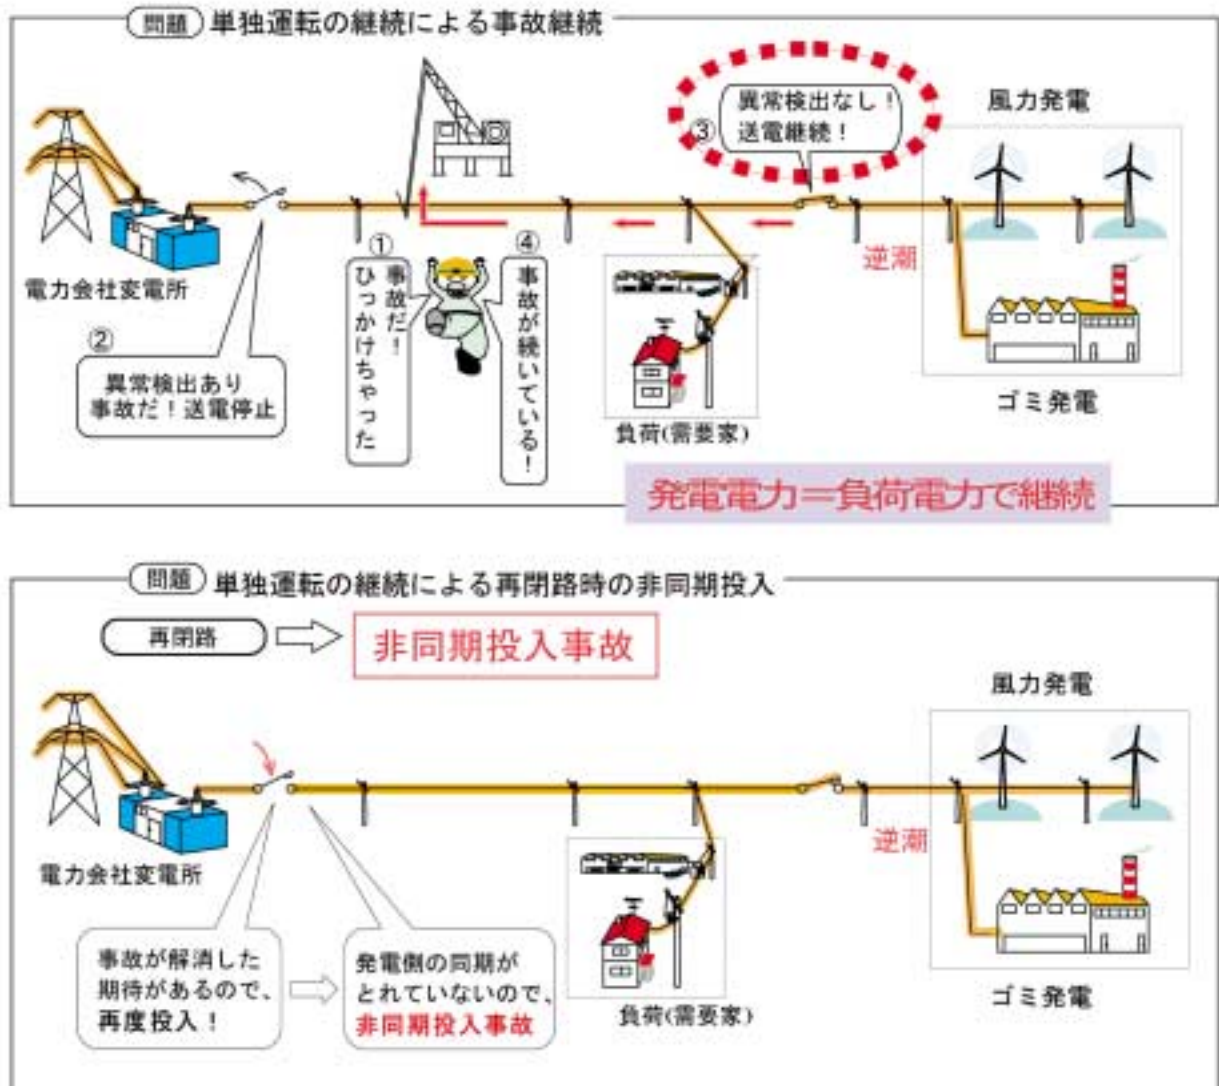 問題 単独運転の継続による事故継続
異常検出なし!
③
送電継続!
風力発電
逆潮
①
事故だ!
ひっかけちゃった
④
事故が続いている!
電力会社変電所
②
異常検出あり
事故だ!送電停止
負荷(需要家)
ゴミ発電
発電電力=負荷電力で継続
問題 単独運転の継続による再閉路時の非同期投入
再閉路
非同期投入事故
風力発電
逆潮
電力会社変電所
事故が解消した
期待があるので、
再度投入!
発電側の同期が
とれていないので、
非同期投入事故
負荷(需要家)
ゴミ発電